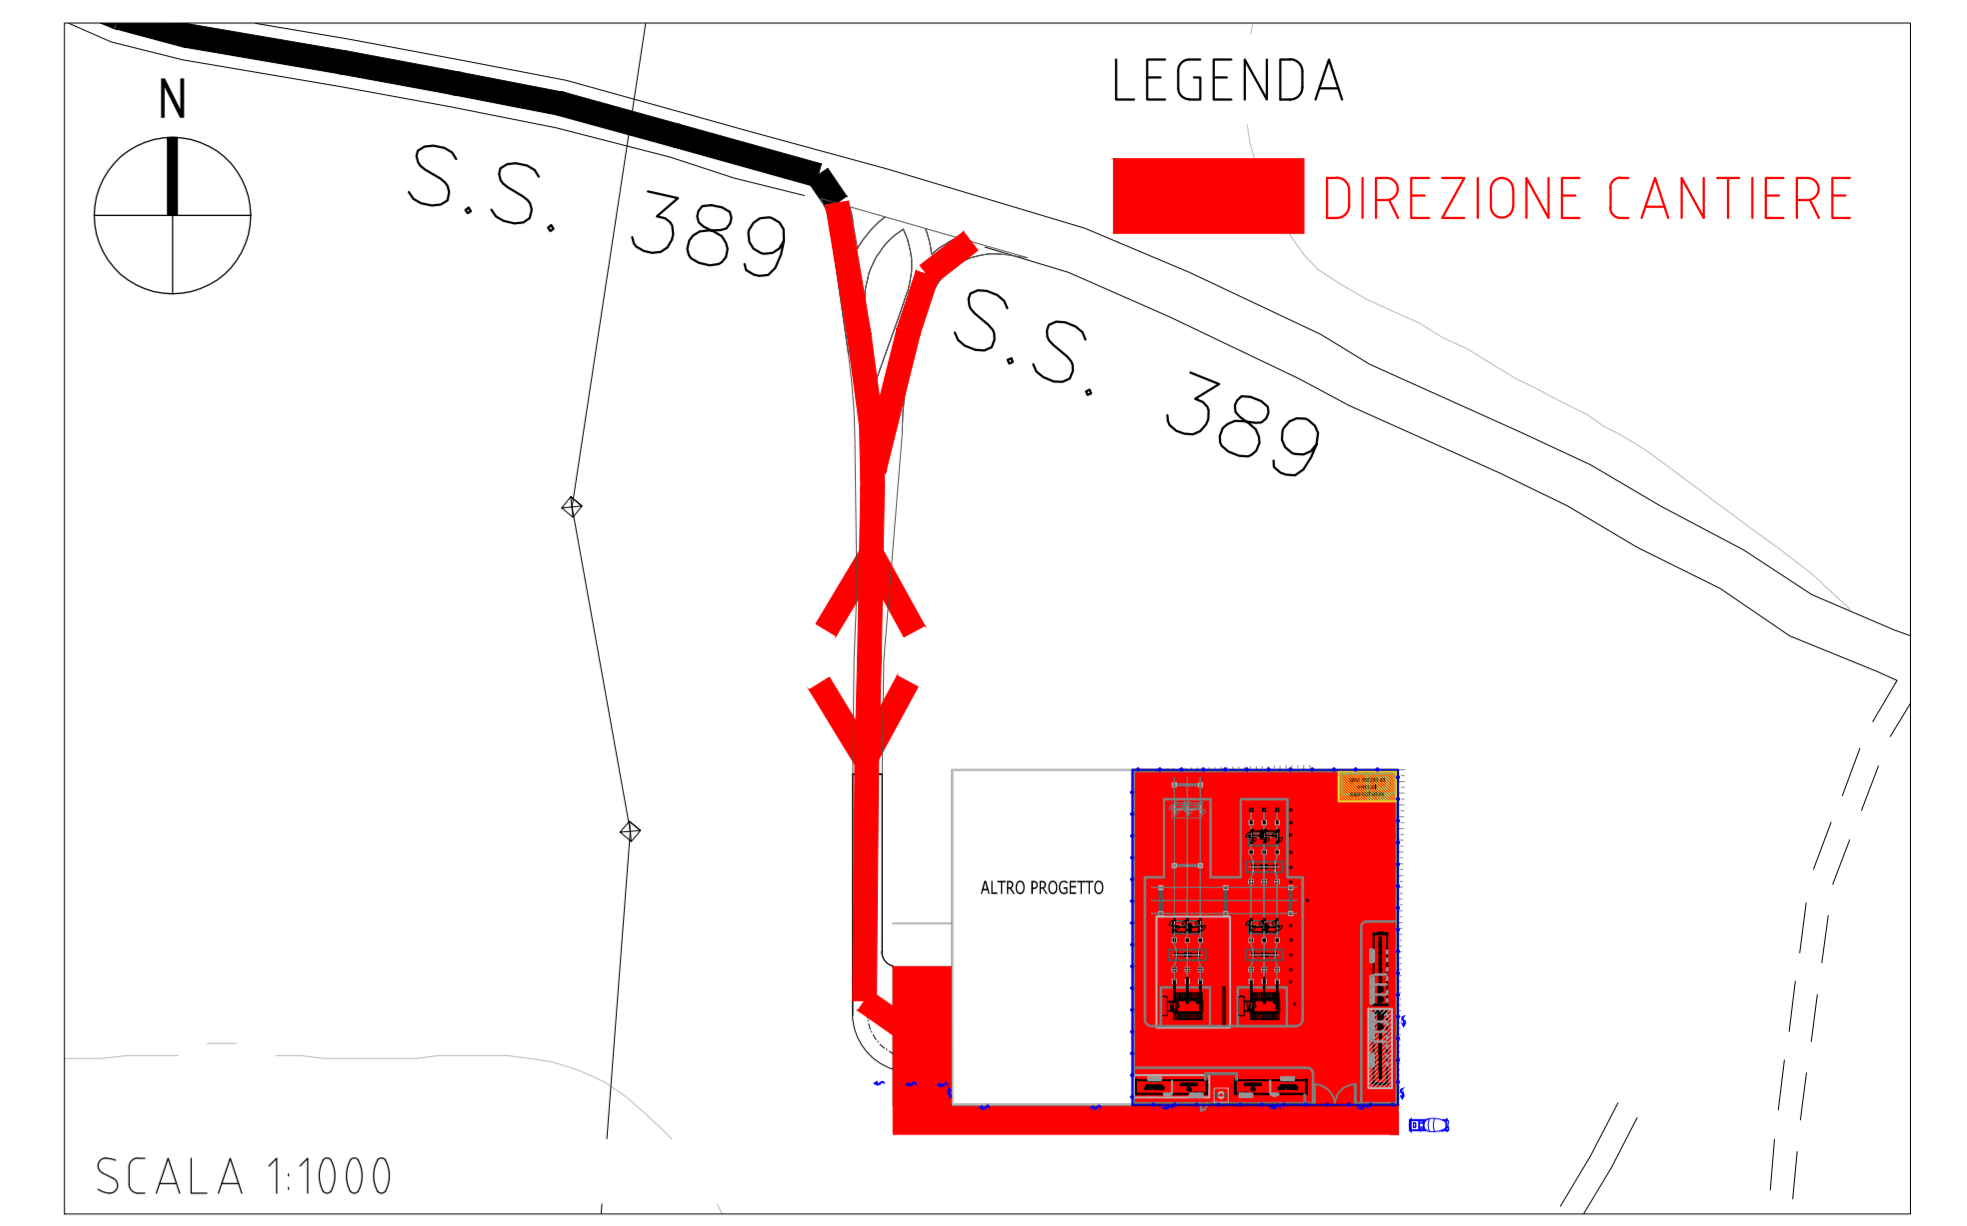 N
LEGENDA
DIREZIONE CANTIERE
S.S. 389
S.S. 389
ALTRO PROGETTO
SCALA 1:1000